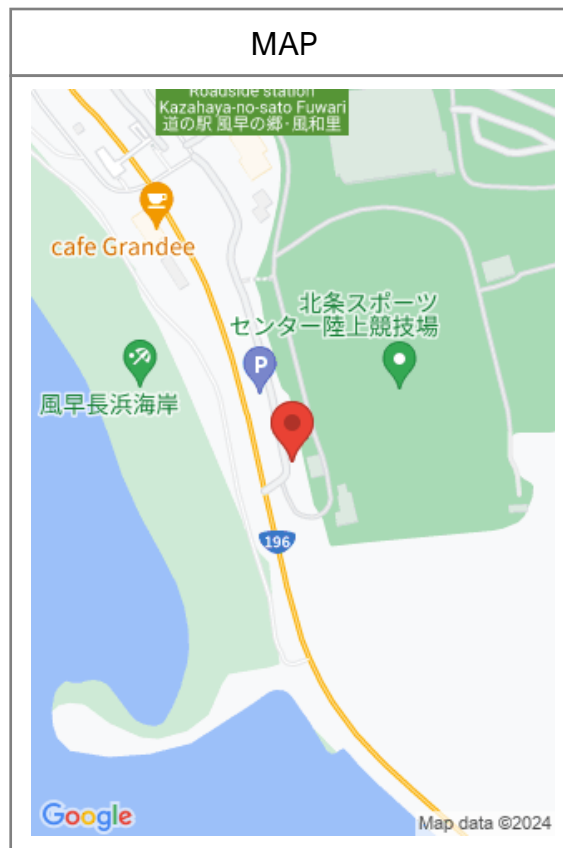 MAP
Roadside station
Kazahaya-no-sato Fuwari
道の駅 風早の郷·風和里
cafe Grandee
北条スポーツ
センター陸上競技場
P
風早長浜海岸
196
Google
Map data ©2024